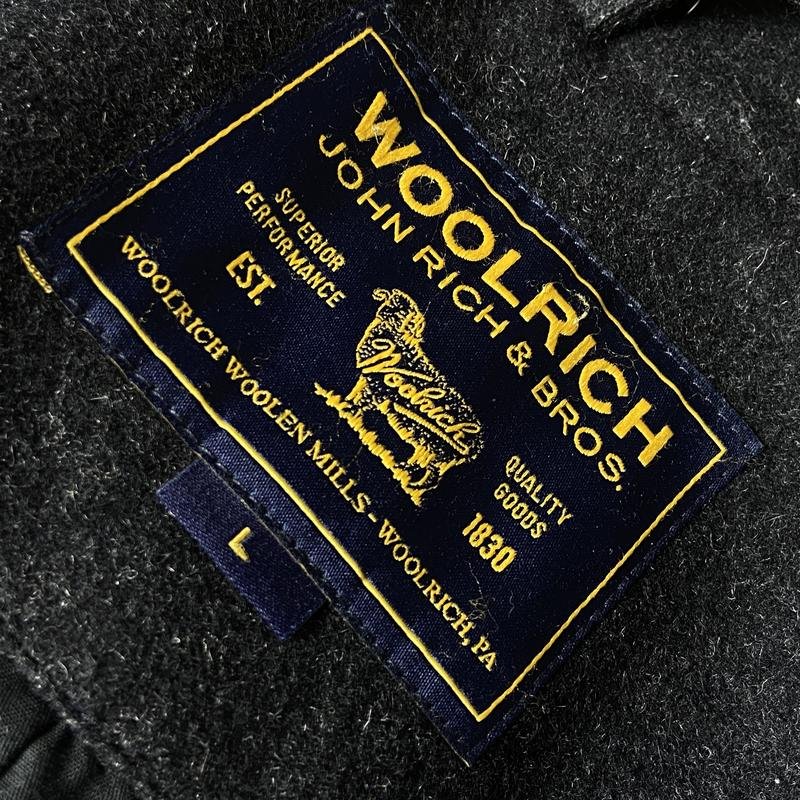 WOOLRICH
JOHN RICH & BROS.
SUPERIOR
PERFORMANCE
EST.
Woolrich
QUALITY
GOODS
1830
WOOLRICH WOOLEN MILLS - WOOLRICH, PA
L